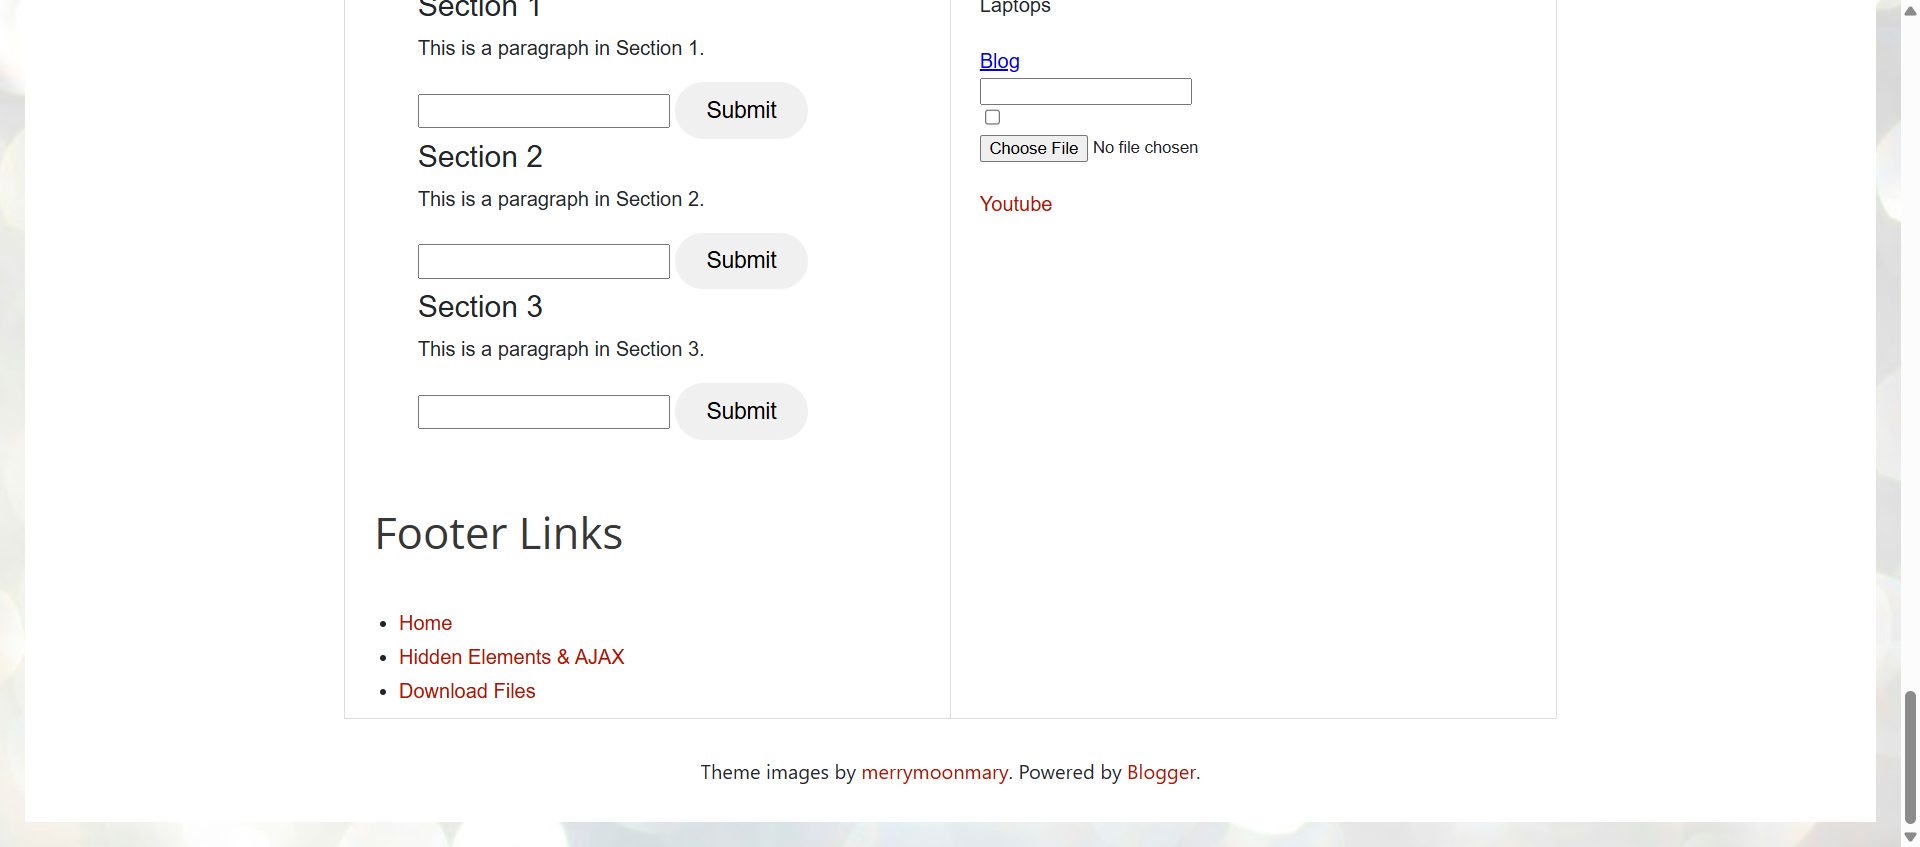 Section 1
This is a paragraph in Section 1.
Submit
Section 2
This is a paragraph in Section 2.
Submit
Section 3
This is a paragraph in Section 3.
Submit
Footer Links
Home
Hidden Elements & AJAX
Download Files
Laptops
Blog
Choose File No file chosen
Youtube
Theme images by merrymoonmary. Powered by Blogger.